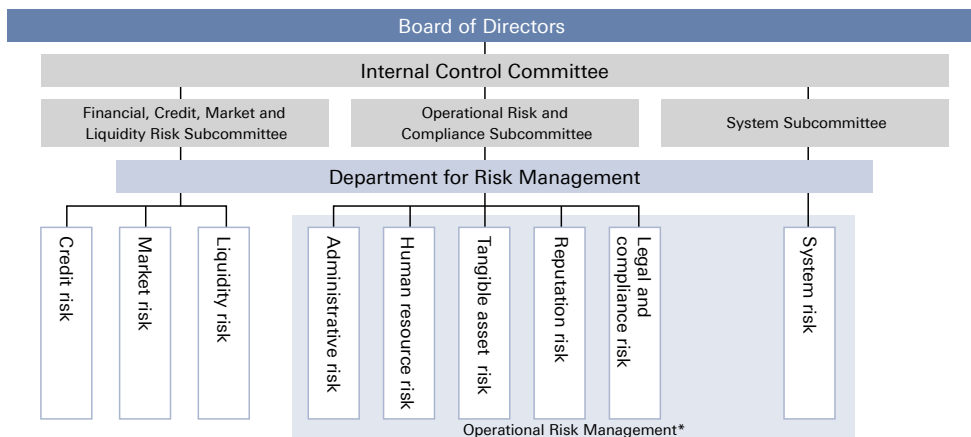 Board of Directors
Internal Control Committee
Financial, Credit, Market and
Liquidity Risk Subcommittee
Operational Risk and
Compliance Subcommittee
System Subcommittee
Department for Risk Management
Credit risk
Market risk
Liquidity risk
Administrative risk
Human resource risk
Tangible asset risk
Reputation risk
Legal and
compliance risk
System risk
Operational Risk Management*